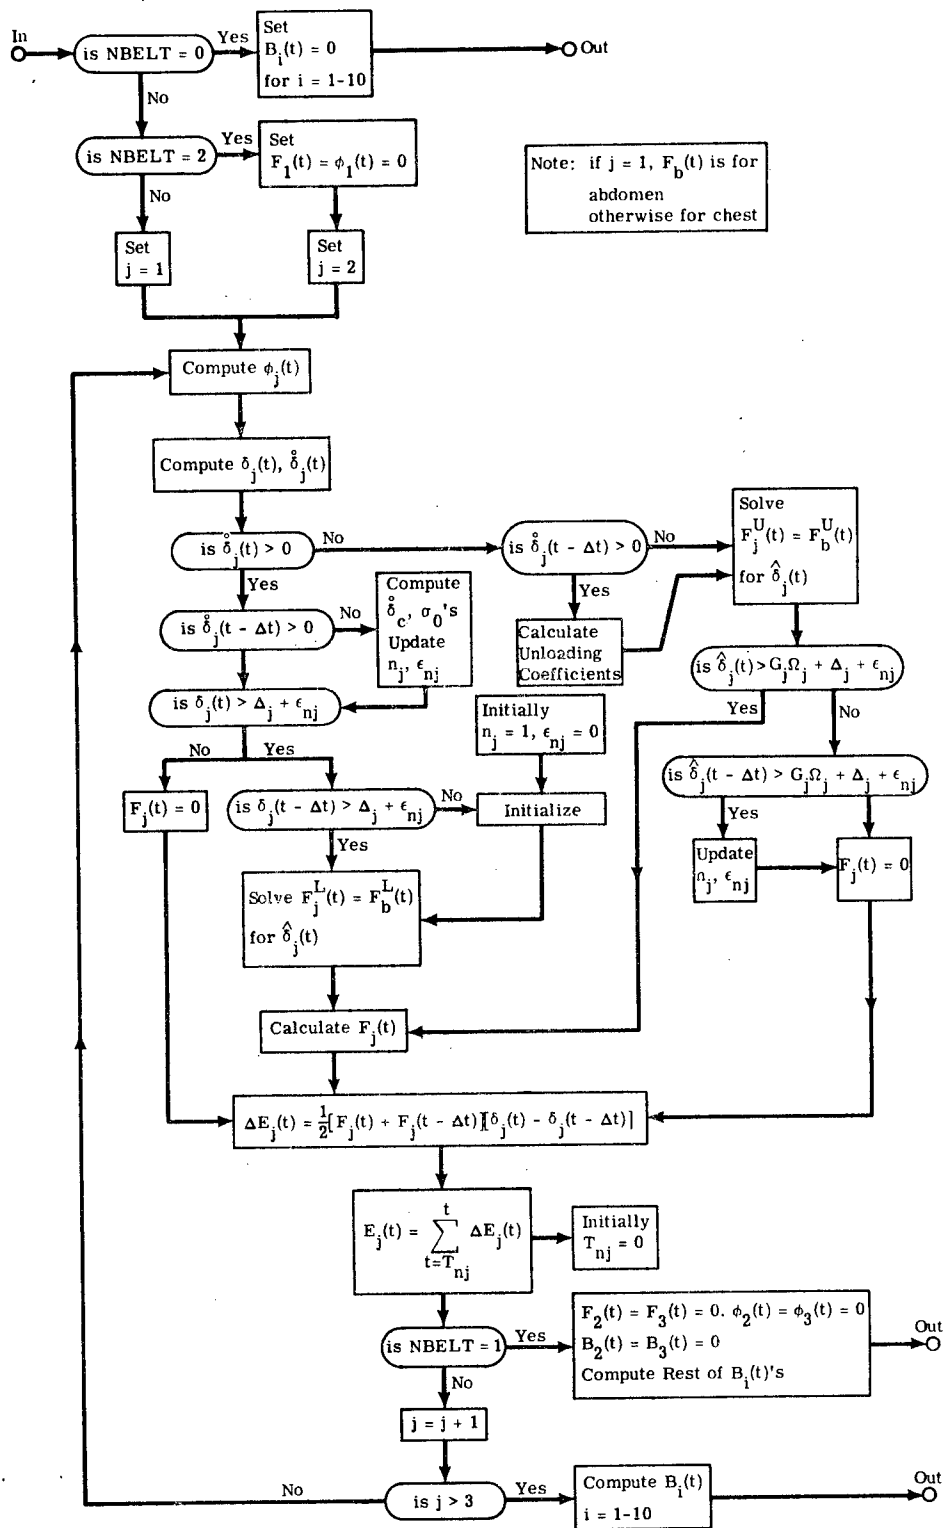 In
is NBELT = 0
Yes
Set
B_i(t) = 0
for i = 1-10
Out
No
is NBELT = 2
Yes
Set
F_1(t) = ϕ_1(t) = 0
Note: if j = 1, F_b(t) is for
abdomen
otherwise for chest
No
Set
j = 1
Set
j = 2
Compute ϕ_j(t)
Compute δ_j(t), δ̊_j(t)
is δ̊_j(t) > 0
No
is δ̊_j(t - Δt) > 0
No
Solve
F_j^U(t) = F_b^U(t)
for δ̂_j(t)
Yes
is δ̊_j(t - Δt) > 0
No
Compute
δ̊_c, σ_0's
Update
n_j, ϵ_nj
Yes
Calculate
Unloading
Coefficients
is δ̂_j(t) > G_jΩ_j + Δ_j + ϵ_nj
Yes
No
is δ_j(t) > Δ_j + ϵ_nj
Initially
n_j = 1, ϵ_nj = 0
No
Yes
is δ̂_j(t - Δt) > G_jΩ_j + Δ_j + ϵ_nj
F_j(t) = 0
is δ_j(t - Δt) > Δ_j + ϵ_nj
No
Initialize
Yes
Update
n_j, ϵ_nj
F_j(t) = 0
Yes
Solve F_j^L(t) = F_b^L(t)
for δ̂_j(t)
Calculate F_j(t)
ΔE_j(t) = 1/2[F_j(t) + F_j(t - Δt)][δ_j(t) - δ_j(t - Δt)]
E_j(t) = ∑_{t=T_nj}^{t} ΔE_j(t)
Initially
T_nj = 0
is NBELT = 1
Yes
F_2(t) = F_3(t) = 0. ϕ_2(t) = ϕ_3(t) = 0
B_2(t) = B_3(t) = 0
Compute Rest of B_i(t)'s
Out
No
j = j + 1
No
is j > 3
Yes
Compute B_i(t)
i = 1-10
Out